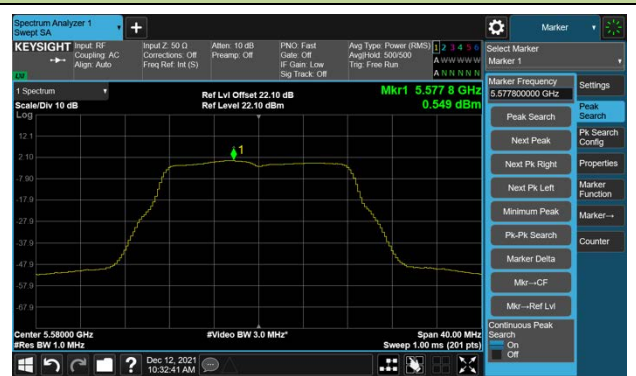 Spectrum Analyzer 1
Swept SA
+
Marker
KEYSIGHT
Input: RF
Coupling: AC
Align: Auto
Input Z: 50 Ω
Corrections: Off
Freq Ref: Int (S)
Atten: 10 dB
Preamp: Off
PNO: Fast
Gate: Off
IF Gain: Low
Sig Track: Off
Avg Type: Power (RMS)
Avg|Hold: 500/500
Trig: Free Run
1 2 3 4 5 6
A W W W W W
A N N N N N
LW
Select Marker
Marker 1
1 Spectrum
Scale/Div 10 dB
Log
Ref Lvl Offset 22.10 dB
Ref Level 22.10 dBm
Mkr1 5.577 8 GHz
0.549 dBm
1
12.1
2.10
-7.90
-17.9
-27.9
-37.9
-47.9
-57.9
-67.9
Center 5.58000 GHz
#Res BW 1.0 MHz
#Video BW 3.0 MHz*
Span 40.00 MHz
Sweep 1.00 ms (201 pts)
Marker Frequency
5.577800000 GHz
Peak Search
Next Peak
Next Pk Right
Next Pk Left
Minimum Peak
Pk-Pk Search
Marker Delta
Mkr→CF
Mkr→Ref Lvl
Continuous Peak
Search
On
Off
Settings
Peak
Search
Pk Search
Config
Properties
Marker
Function
Marker→
Counter
?
Dec 12, 2021
10:32:41 AM